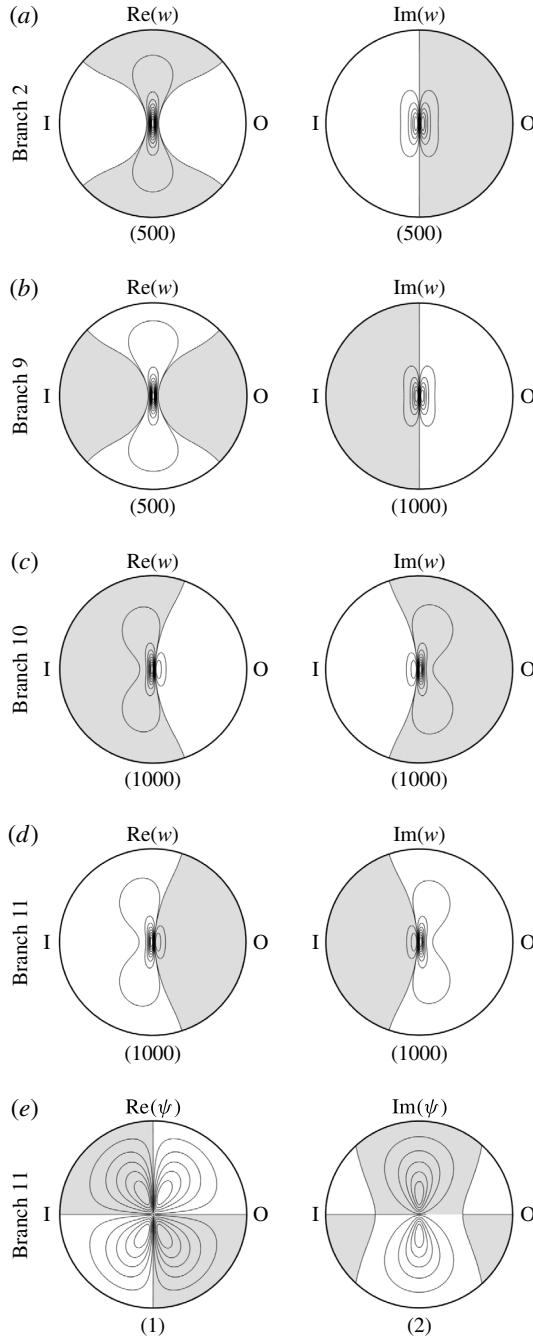 (a) Re(w) Im(w)
Branch 2 I O I O
(500) (500)
(b) Re(w) Im(w)
Branch 9 I O I O
(500) (1000)
(c) Re(w) Im(w)
Branch 10 I O I O
(1000) (1000)
(d) Re(w) Im(w)
Branch 11 I O I O
(1000) (1000)
(e) Re(ψ) Im(ψ)
Branch 11 I O I O
(1) (2)